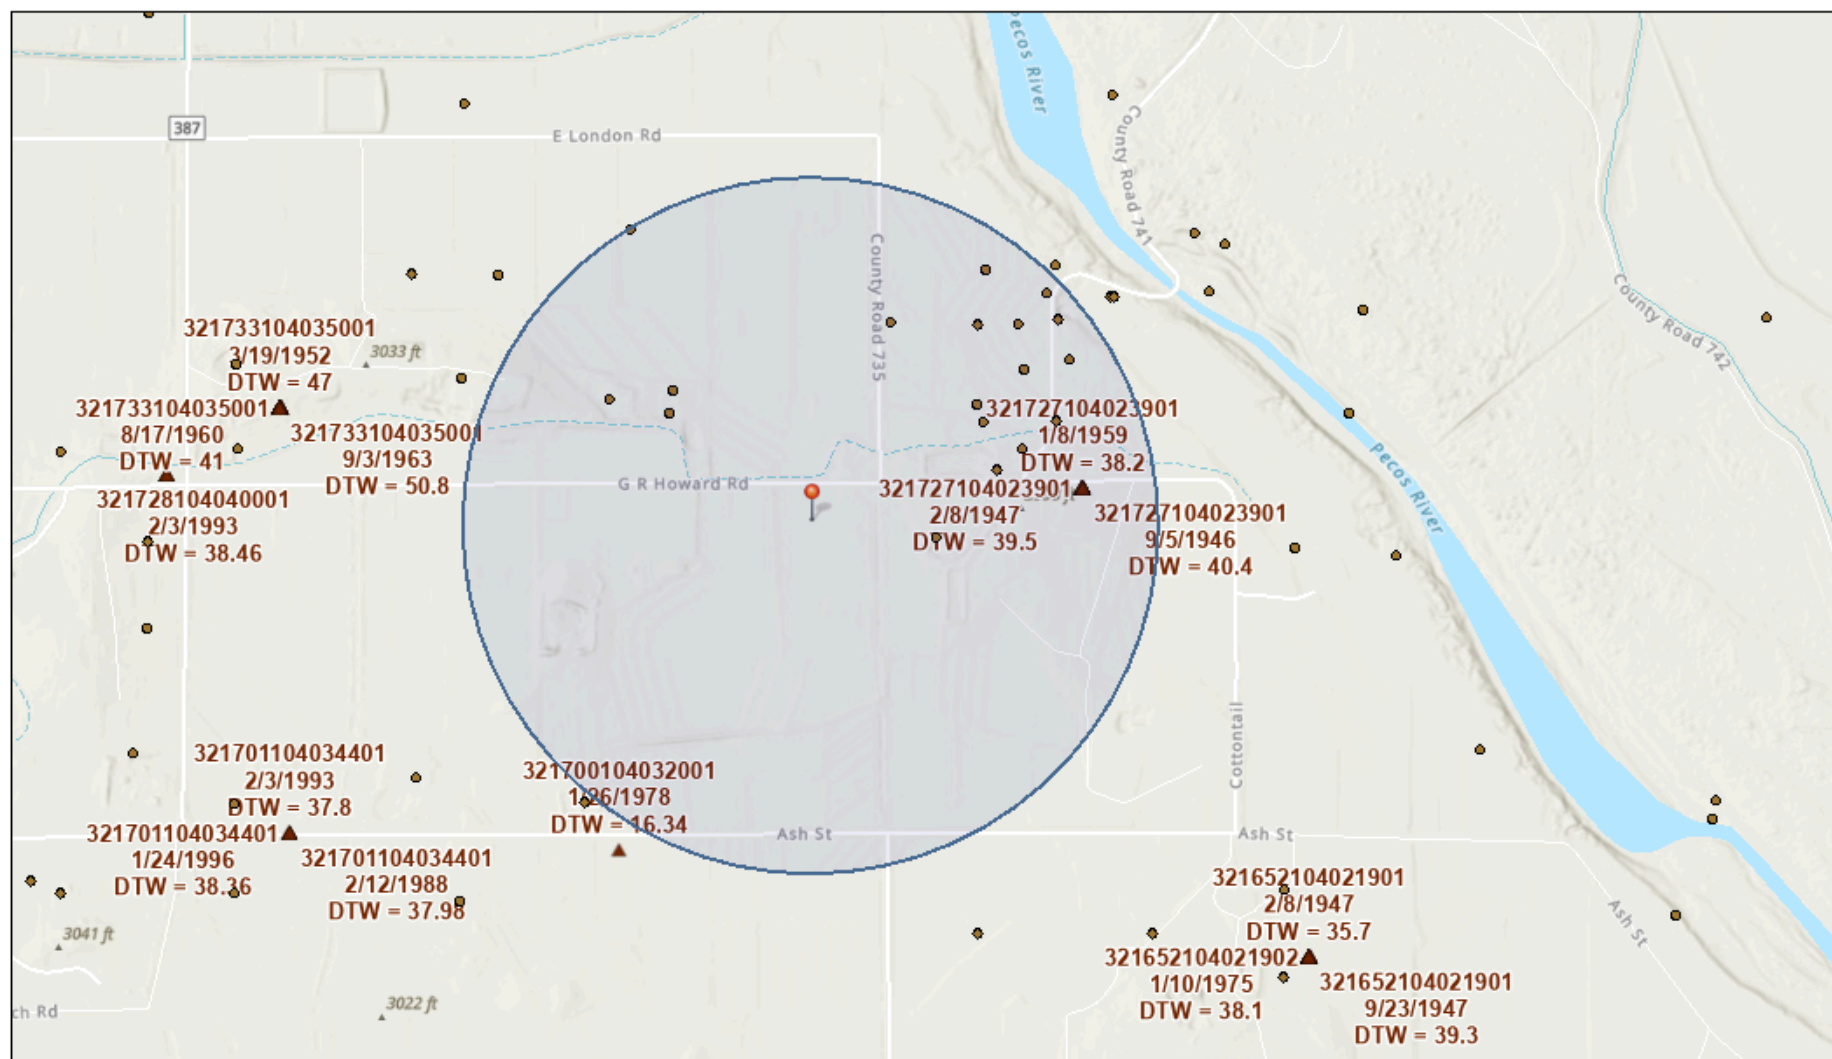 Pecos River
387
E London Rd
County Road 741
County Road 735
County Road 742
321733104035001
3/19/1952
DTW = 47
3033 ft
321733104035001
8/17/1960
DTW = 41
321733104035001
9/3/1963
DTW = 50.8
321728104040001
2/3/1993
DTW = 38.46
G R Howard Rd
321727104023901
1/8/1959
DTW = 38.2
321727104023901
2/8/1947
DTW = 39.5
321727104023901
9/5/1946
DTW = 40.4
Pecos River
Cottontail
321701104034401
2/3/1993
DTW = 37.8
321701104034401
1/24/1996
DTW = 38.36
321701104034401
2/12/1988
DTW = 37.98
321700104032001
1/26/1978
DTW = 16.34
Ash St
Ash St
321652104021901
2/8/1947
DTW = 35.7
321652104021902
1/10/1975
DTW = 38.1
321652104021901
9/23/1947
DTW = 39.3
Ash St
3041 ft
3022 ft
ch Rd